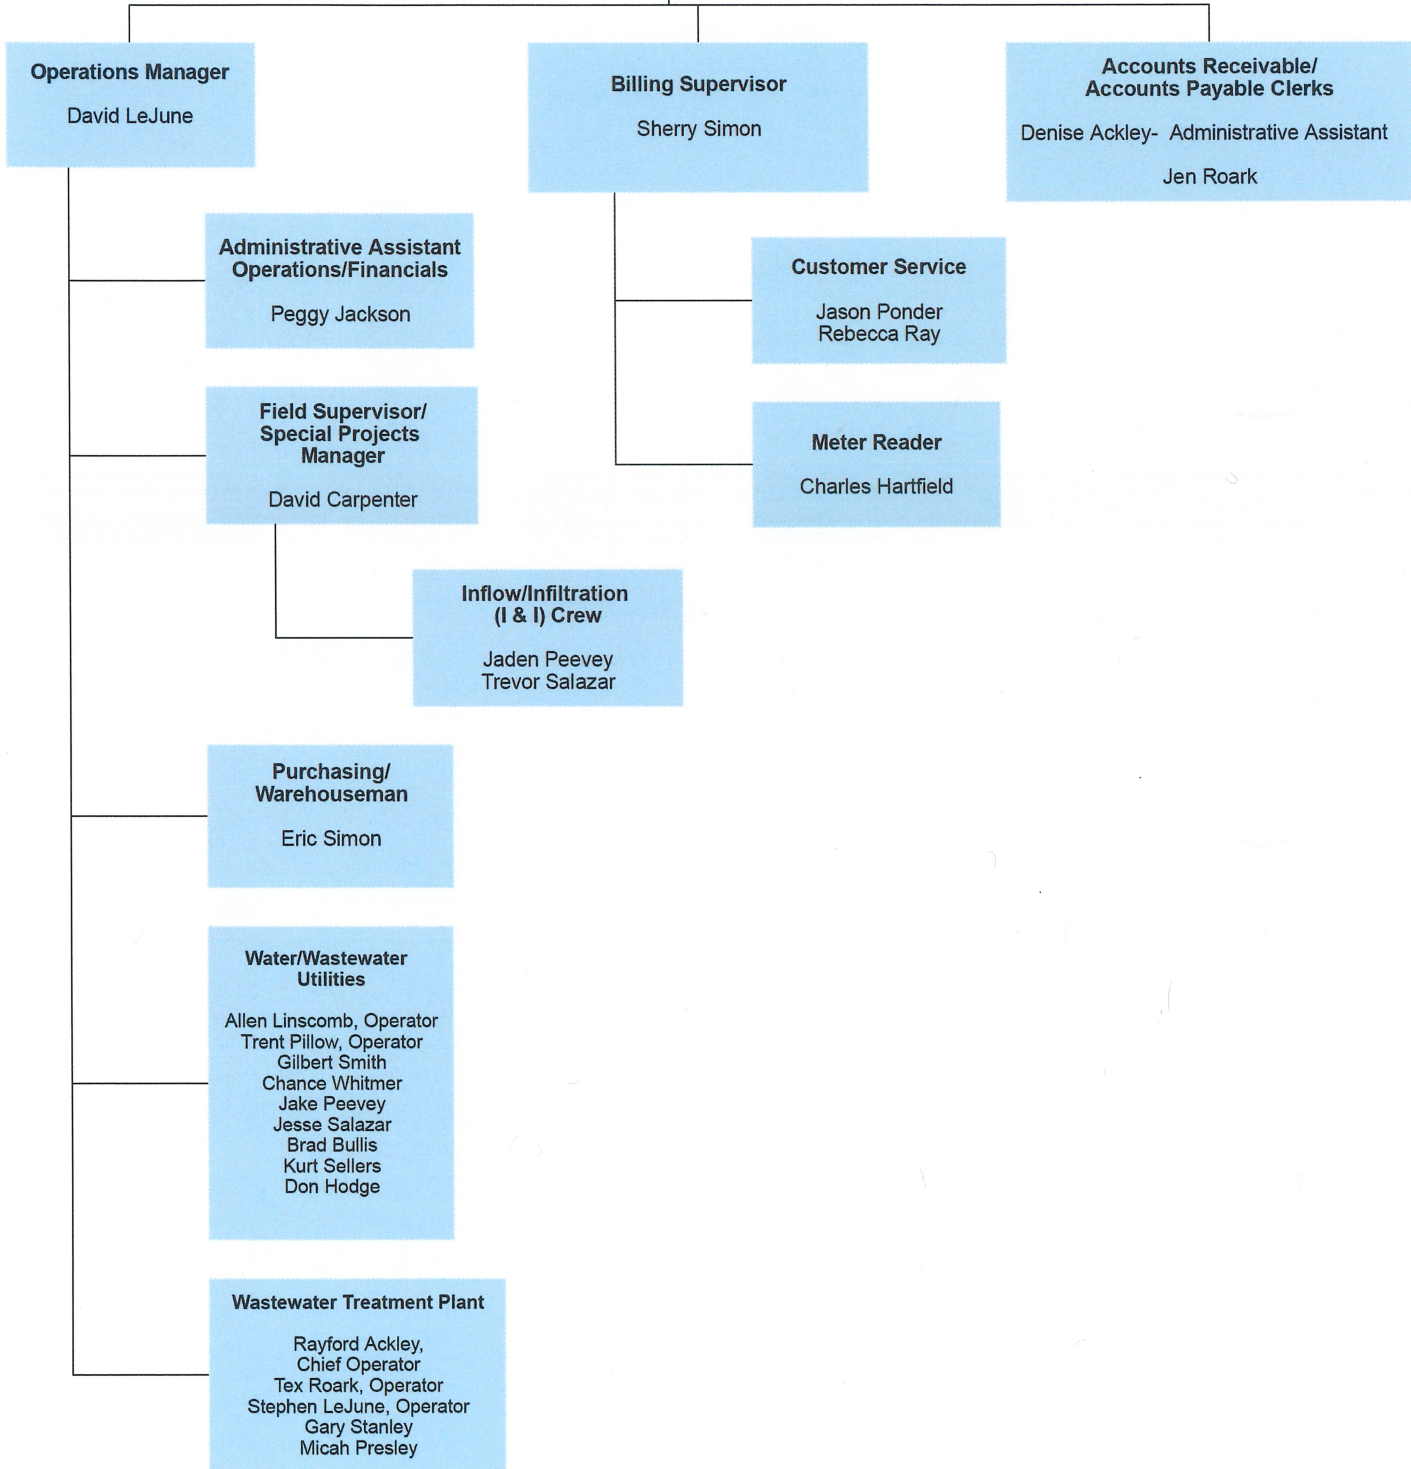 Operations Manager
David LeJune
Billing Supervisor
Sherry Simon
Accounts Receivable/
Accounts Payable Clerks
Denise Ackley-  Administrative Assistant
Jen Roark
Administrative Assistant
Operations/Financials
Peggy Jackson
Field Supervisor/
Special Projects
Manager
David Carpenter
Inflow/Infiltration
(I & I) Crew
Jaden Peevey
Trevor Salazar
Purchasing/
Warehouseman
Eric Simon
Water/Wastewater
Utilities
Allen Linscomb, Operator
Trent Pillow, Operator
Gilbert Smith
Chance Whitmer
Jake Peevey
Jesse Salazar
Brad Bullis
Kurt Sellers
Don Hodge
Wastewater Treatment Plant
Rayford Ackley,
Chief Operator
Tex Roark, Operator
Stephen LeJune, Operator
Gary Stanley
Micah Presley
Customer Service
Jason Ponder
Rebecca Ray
Meter Reader
Charles Hartfield